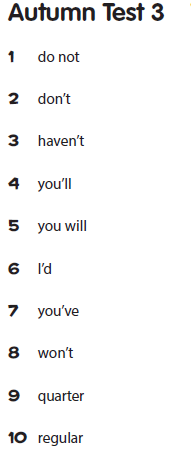 Autumn Test 3
1 do not
2 don't
3 haven't
4 you'll
5 you will
6 I'd
7 you've
8 won't
9 quarter
10 regular